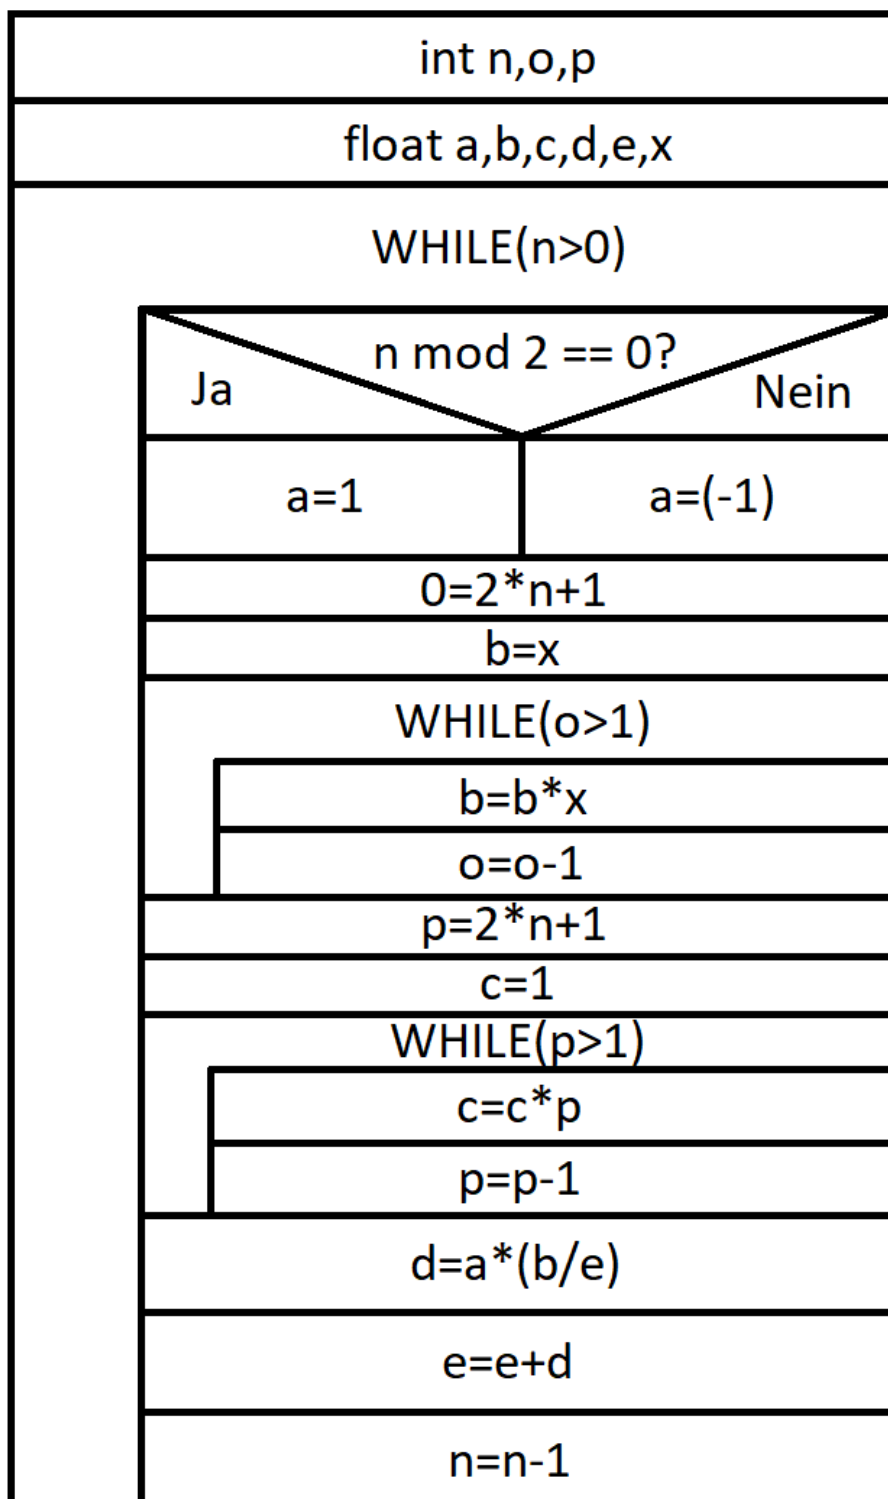 int n,o,p
float a,b,c,d,e,x
WHILE(n>0)
n mod 2 == 0?
Ja
Nein
a=1
a=(-1)
0=2*n+1
b=x
WHILE(o>1)
b=b*x
o=o-1
p=2*n+1
c=1
WHILE(p>1)
c=c*p
p=p-1
d=a*(b/e)
e=e+d
n=n-1